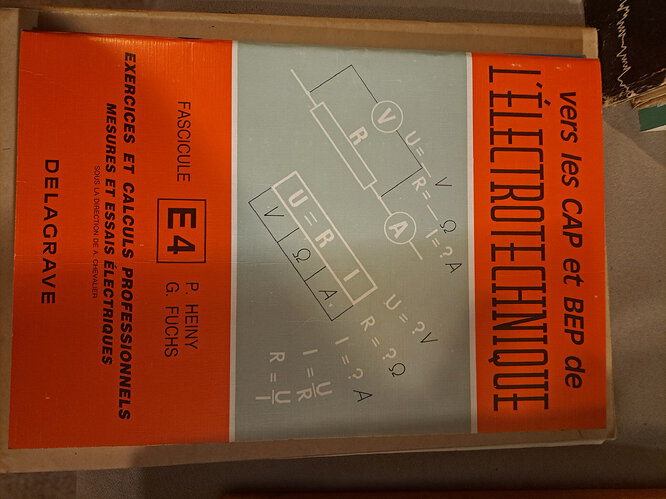 vers les CAP et BEP de
L'ÉLECTROTECHNIQUE
V
R
A
U = V
R = — Ω
I = ? A
U = R I
V Ω A.
U = ? V
R = ? Ω
I = ? A
I = U/R
R = U/I
FASCICULE E4
P. HEINY
G. FUCHS
EXERCICES ET CALCULS PROFESSIONNELS
MESURES ET ESSAIS ÉLECTRIQUES
SOUS LA DIRECTION DE A. CHEVALIER
DELAGRAVE